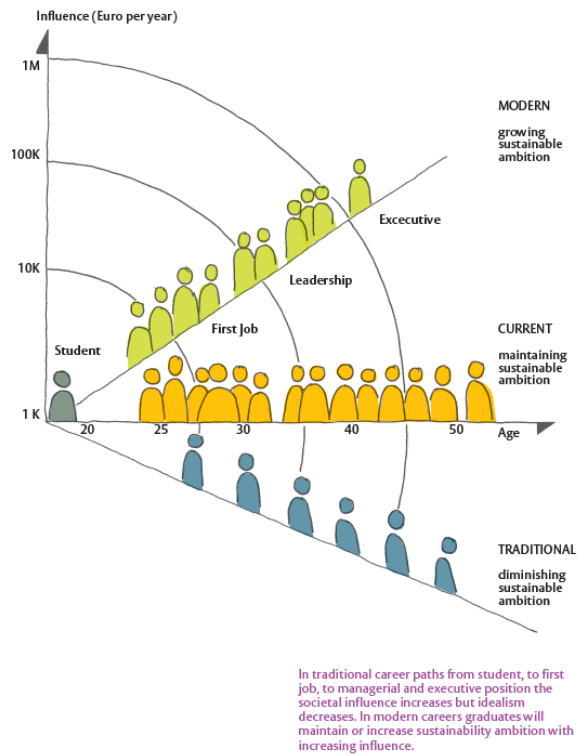 Influence (Euro per year)
1M
MODERN
growing
sustainable
ambition
100K
Excecutive
10K
Leadership
First Job
Student
CURRENT
maintaining
sustainable
ambition
1 K
20
25
30
40
50
Age
TRADITIONAL
diminishing
sustainable
ambition
In traditional career paths from student, to first
job, to managerial and executive position the
societal influence increases but idealism
decreases. In modern careers graduates will
maintain or increase sustainability ambition with
increasing influence.